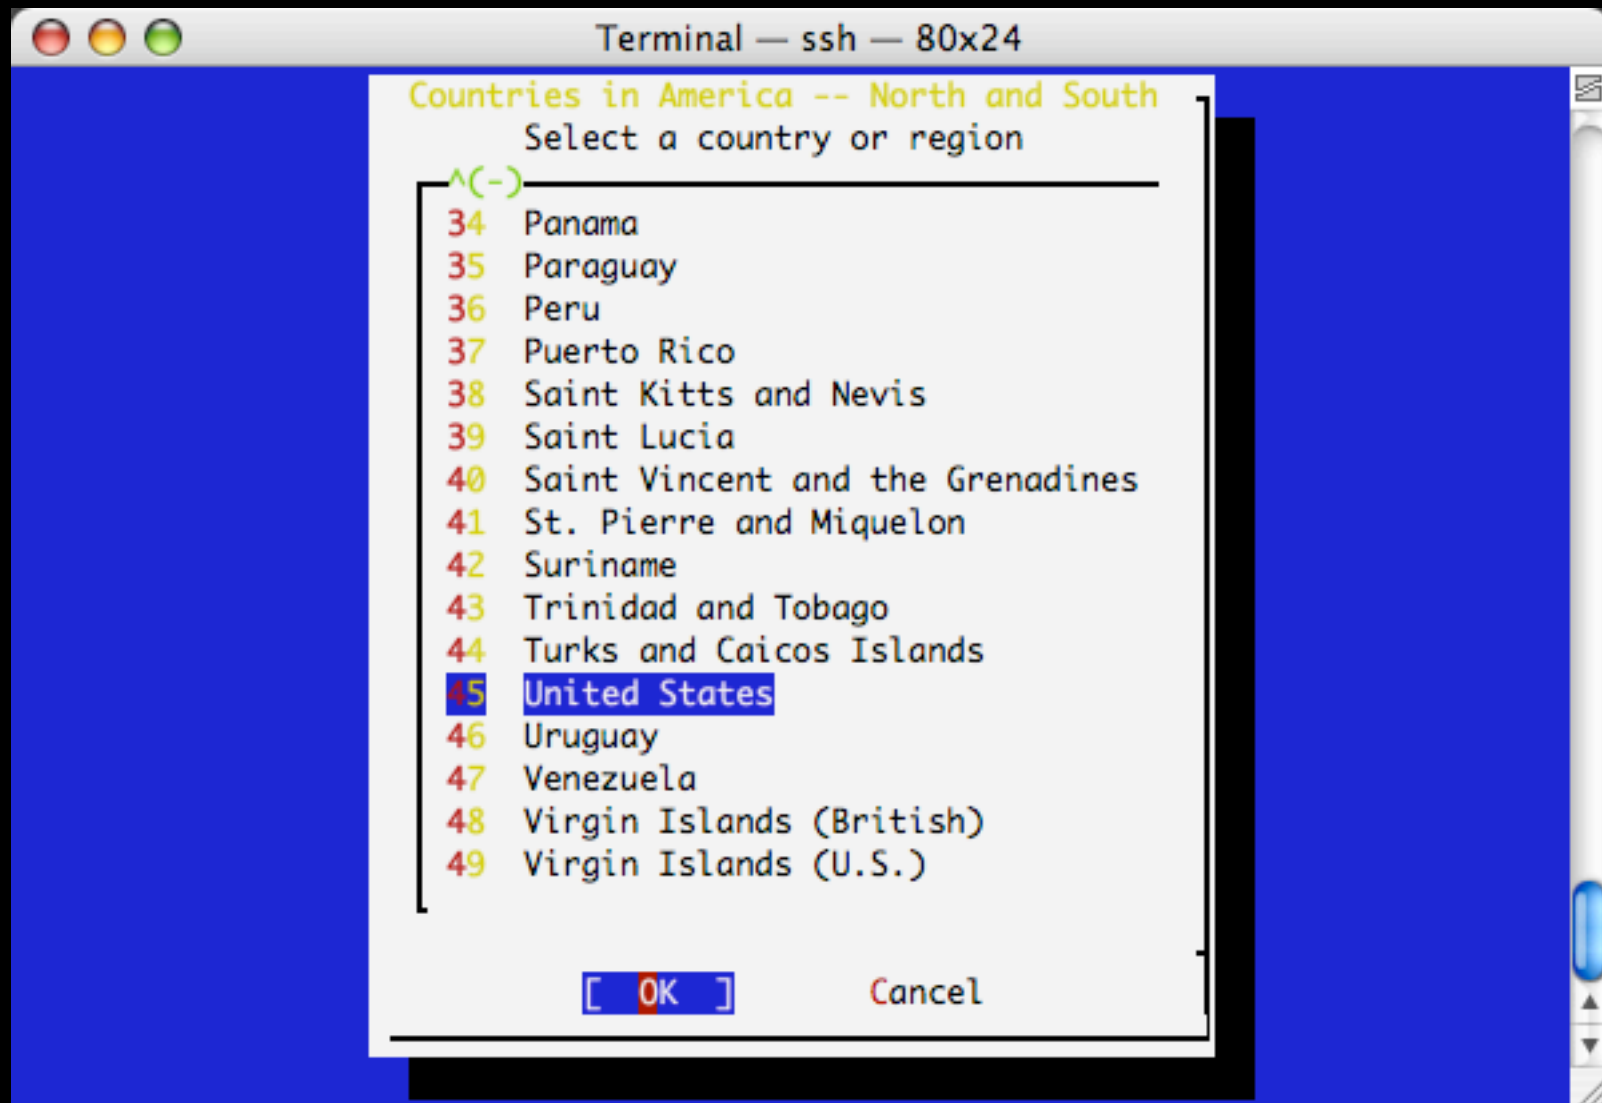 Terminal — ssh — 80x24
Countries in America -- North and South
Select a country or region
^(-)
34 Panama
35 Paraguay
36 Peru
37 Puerto Rico
38 Saint Kitts and Nevis
39 Saint Lucia
40 Saint Vincent and the Grenadines
41 St. Pierre and Miquelon
42 Suriname
43 Trinidad and Tobago
44 Turks and Caicos Islands
45 United States
46 Uruguay
47 Venezuela
48 Virgin Islands (British)
49 Virgin Islands (U.S.)
[ OK ] Cancel